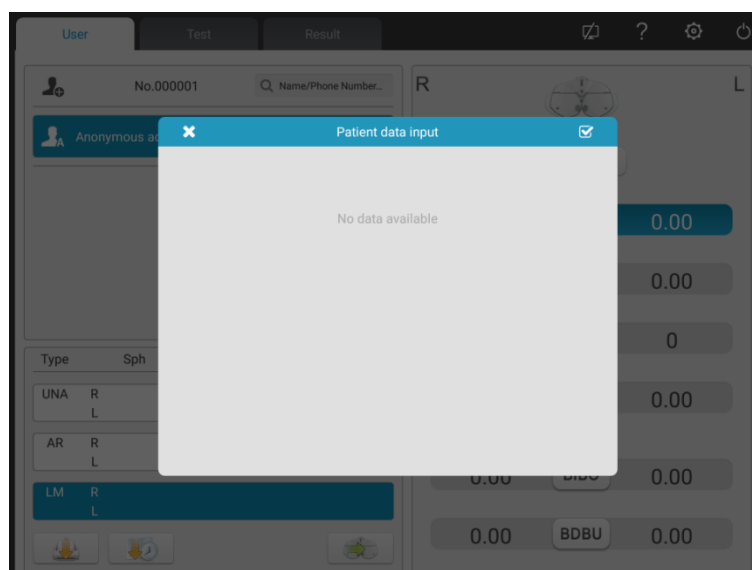 User Test Result ?
No.000001 Name/Phone Number...
R L
Anonymous ac
Patient data input
No data available
0.00
0.00
0
0.00
Type Sph
UNA R
L
AR R
L
LM R
L
0.00 BIBU 0.00
0.00 BDBU 0.00